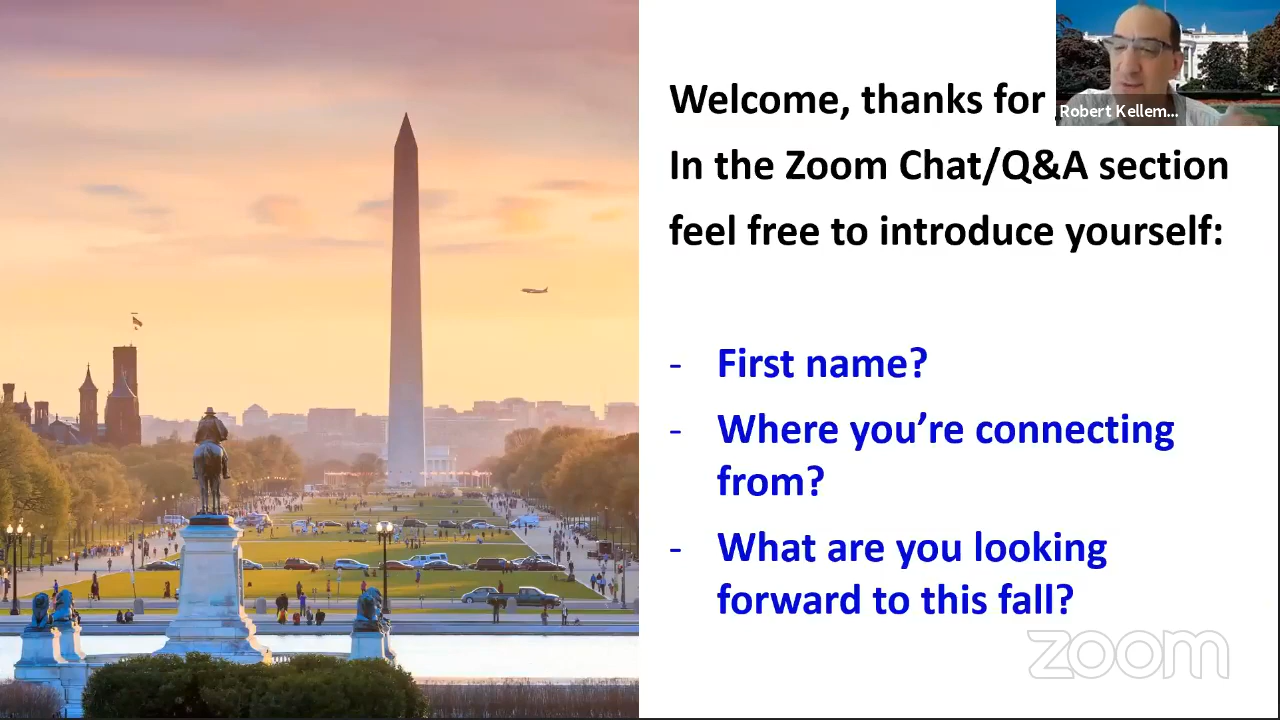 Welcome, thanks for
Robert Kellem...
In the Zoom Chat/Q&A section
feel free to introduce yourself:
- First name?
- Where you’re connecting
from?
- What are you looking
forward to this fall?
zoom